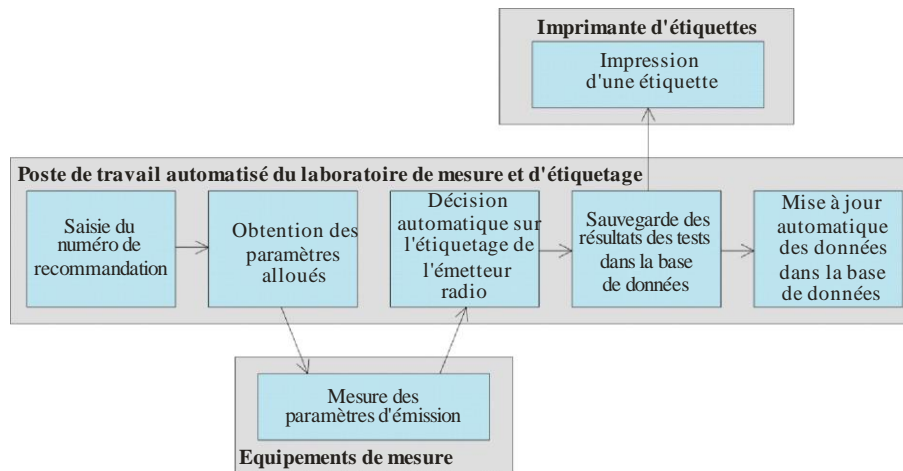 Imprimante d'étiquettes
Impression
d'une étiquette
Poste de travail automatisé du laboratoire de mesure et d'étiquetage
Saisie du
numéro de
recommandation
Obtention des
paramètres
alloués
Décision
automatique sur
l'étiquetage de
l'émetteur
radio
Sauvegarde des
résultats des tests
dans la base
de données
Mise à jour
automatique
des données
dans la base
de données
Mesure des
paramètres d'émission
Equipements de mesure